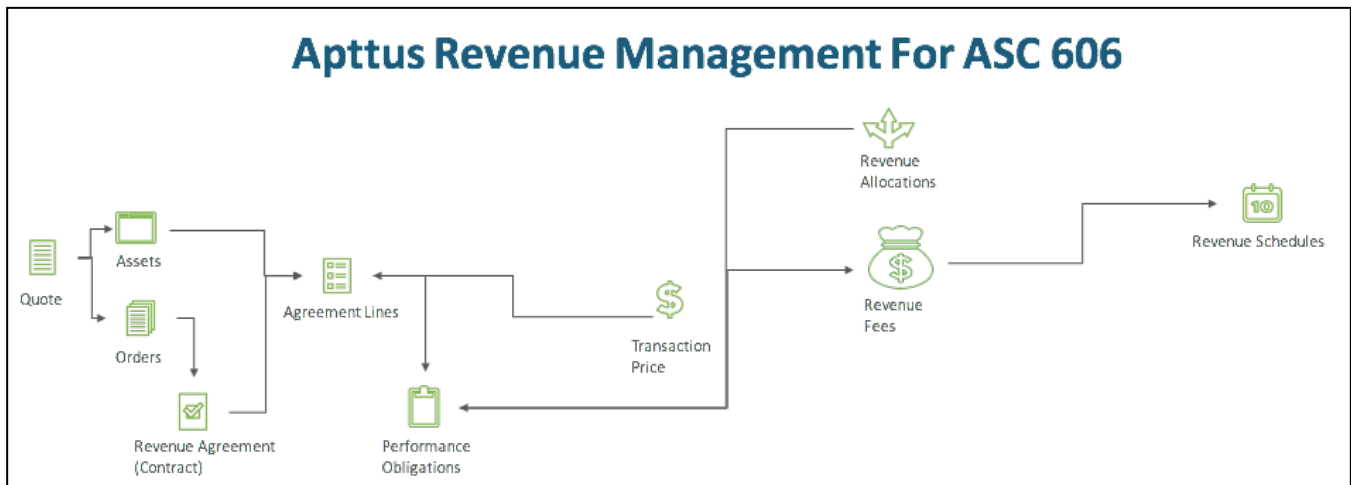 Apttus Revenue Management For ASC 606
Quote
Assets
Orders
Revenue Agreement
(Contract)
Agreement Lines
Performance
Obligations
$
Transaction
Price
Revenue
Allocations
$
Revenue
Fees
10
Revenue Schedules